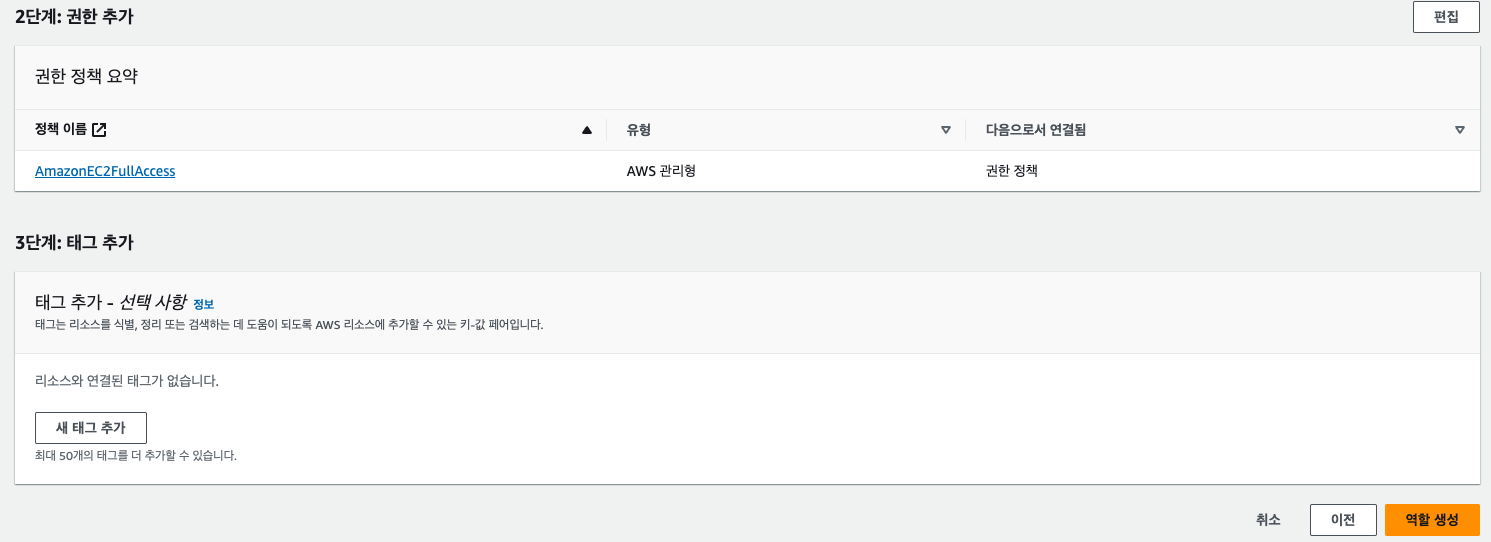 2단계: 권한 추가
편집
권한 정책 요약
정책 이름
유형
다음으로서 연결됨
AmazonEC2FullAccess
AWS 관리형
권한 정책
3단계: 태그 추가
태그 추가 - 선택 사항 정보
태그는 리소스를 식별, 정리 또는 검색하는 데 도움이 되도록 AWS 리소스에 추가할 수 있는 키-값 페어입니다.
리소스와 연결된 태그가 없습니다.
새 태그 추가
최대 50개의 태그를 더 추가할 수 있습니다.
취소
이전
역할 생성